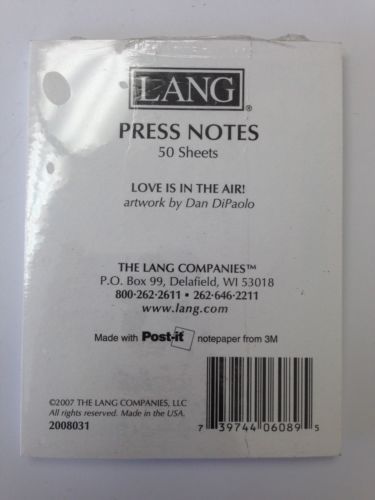 LANG®
PRESS NOTES
50 Sheets
LOVE IS IN THE AIR!
artwork by Dan DiPaolo
THE LANG COMPANIES™
P.O. Box 99, Delafield, WI 53018
800·262·2611 • 262·646·2211
www.lang.com
Made with Post-it notepaper from 3M
©2007 THE LANG COMPANIES, LLC
All rights reserved. Made in the USA.
2008031
7 39744 06089 5